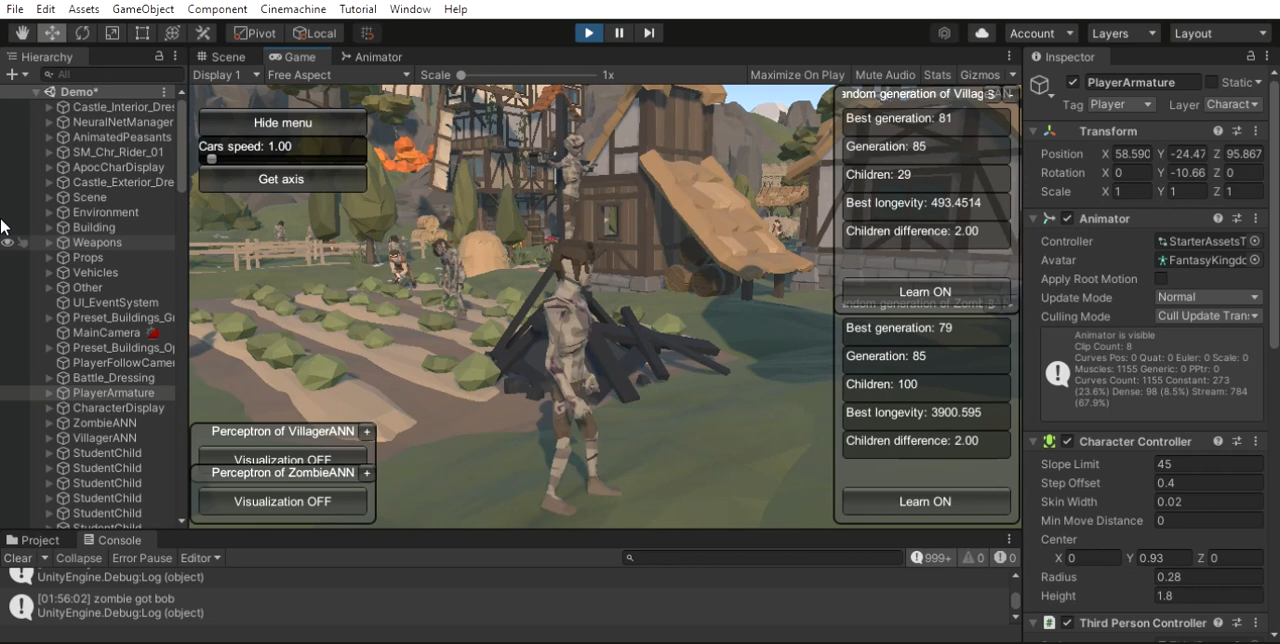 File Edit Assets GameObject Component Cinemachine Tutorial Window Help
Pivot Local Account Layers Layout
Hierarchy
All
Demo*
Castle_Interior_Dres
NeuralNetManager
AnimatedPeasants
SM_Chr_Rider_01
ApocCharDisplay
Castle_Exterior_Dre
Scene
Environment
Building
Weapons
Props
Vehicles
Other
UI_EventSystem
Preset_Buildings_G
MainCamera
Preset_Buildings_O
PlayerFollowCame
Battle_Dressing
PlayerArmature
CharacterDisplay
ZombieANN
VillagerANN
StudentChild
StudentChild
StudentChild
StudentChild
StudentChild
StudentChild
Scene Game Animator
Display 1 Free Aspect Scale 1x Maximize On Play Mute Audio Stats Gizmos
Hide menu
Cars speed: 1.00
Get axis
Perceptron of VillagerANN +
Visualization OFF
Perceptron of ZombieANN +
Visualization OFF
andom generation of Villag
Best generation: 81
Generation: 85
Children: 29
Best longevity: 493.4514
Children difference: 2.00
Learn ON
andom generation of Zomb
Best generation: 79
Generation: 85
Children: 100
Best longevity: 3900.595
Children difference: 2.00
Learn ON
Inspector
PlayerArmature Static
Tag Player Layer Charact
Transform
Position X 58.590 Y -24.47 Z 95.867
Rotation X 0 Y -10.66 Z 0
Scale X 1 Y 1 Z 1
Animator
Controller StarterAssetsT
Avatar FantasyKingdo
Apply Root Motion
Update Mode Normal
Culling Mode Cull Update Trans
Animator is visible
Clip Count: 8
Curves Pos: 0 Quat: 0 Euler: 0 Scale: 0
Muscles: 1155 Generic: 0 PPtr: 0
Curves Count: 1155 Constant: 273
(23.6%) Dense: 98 (8.5%) Stream: 784
(67.9%)
Character Controller
Slope Limit 45
Step Offset 0.4
Skin Width 0.02
Min Move Distance 0
Center
X 0 Y 0.93 Z 0
Radius 0.28
Height 1.8
Third Person Controller
Project Console
Clear Collapse Error Pause Editor 999+ 0 0
UnityEngine.Debug:Log (object)
[01:56:02] zombie got bob
UnityEngine.Debug:Log (object)